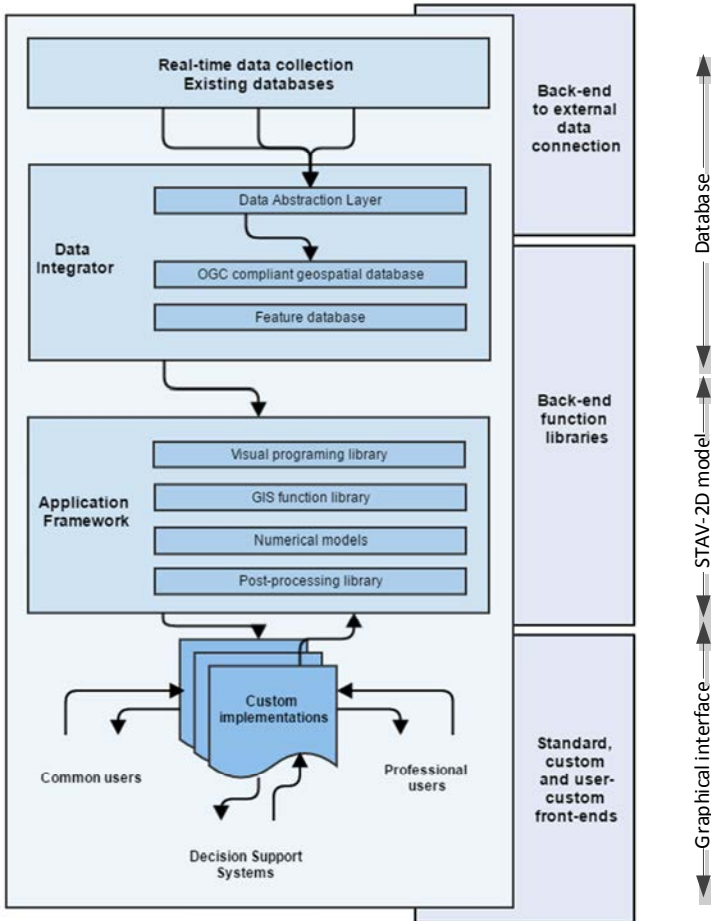 Real-time data collection
Existing databases
Back-end
to external
data
connection
Database
Data
Integrator
Data Abstraction Layer
OGC compliant geospatial database
Feature database
Back-end
function
libraries
STAV-2D model
Application
Framework
Visual programing library
GIS function library
Numerical models
Post-processing library
Custom
implementations
Common users
Professional
users
Decision Support
Systems
Standard,
custom
and user-
custom
front-ends
Graphical interface